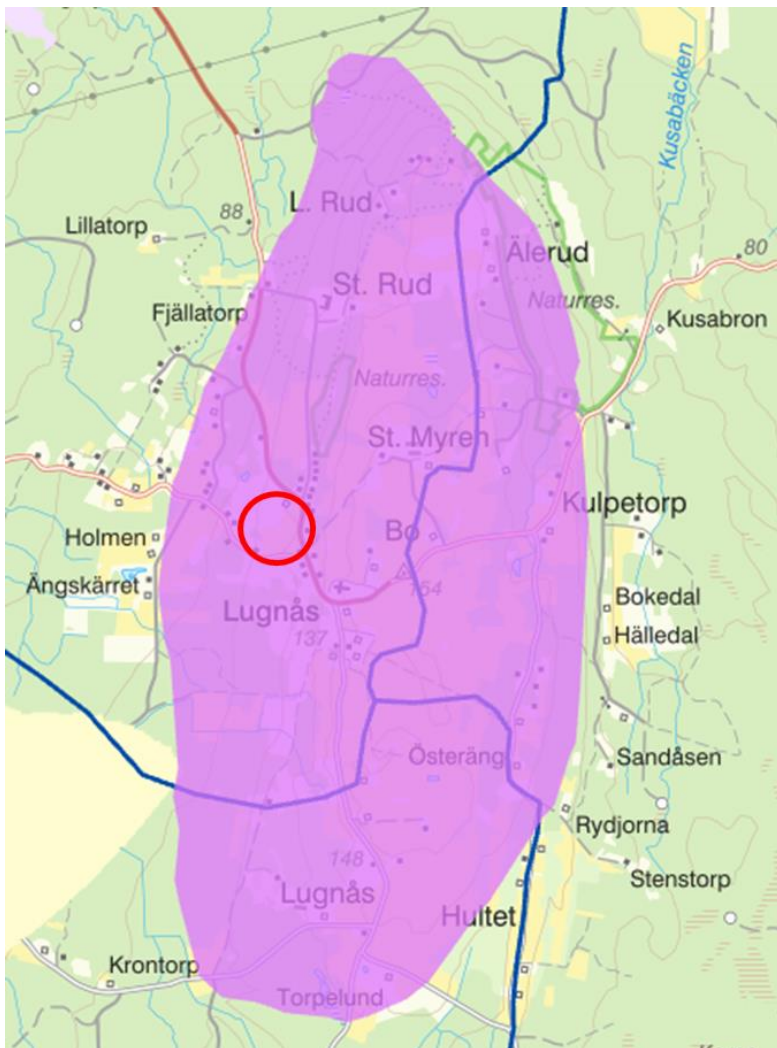 Kusabäcken
L. Rud
88
Lillatorp
Älerud
80
St. Rud
Naturres.
Fjällatorp
Kusabron
Naturres.
St. Myren
Kulpetorp
Holmen
Bo
Ängskärret
154
Bokedal
Lugnås
137
Hälledal
Österäng
Sandåsen
Rydjorna
148
Stenstorp
Lugnås
Hultet
Krontorp
Torpelund